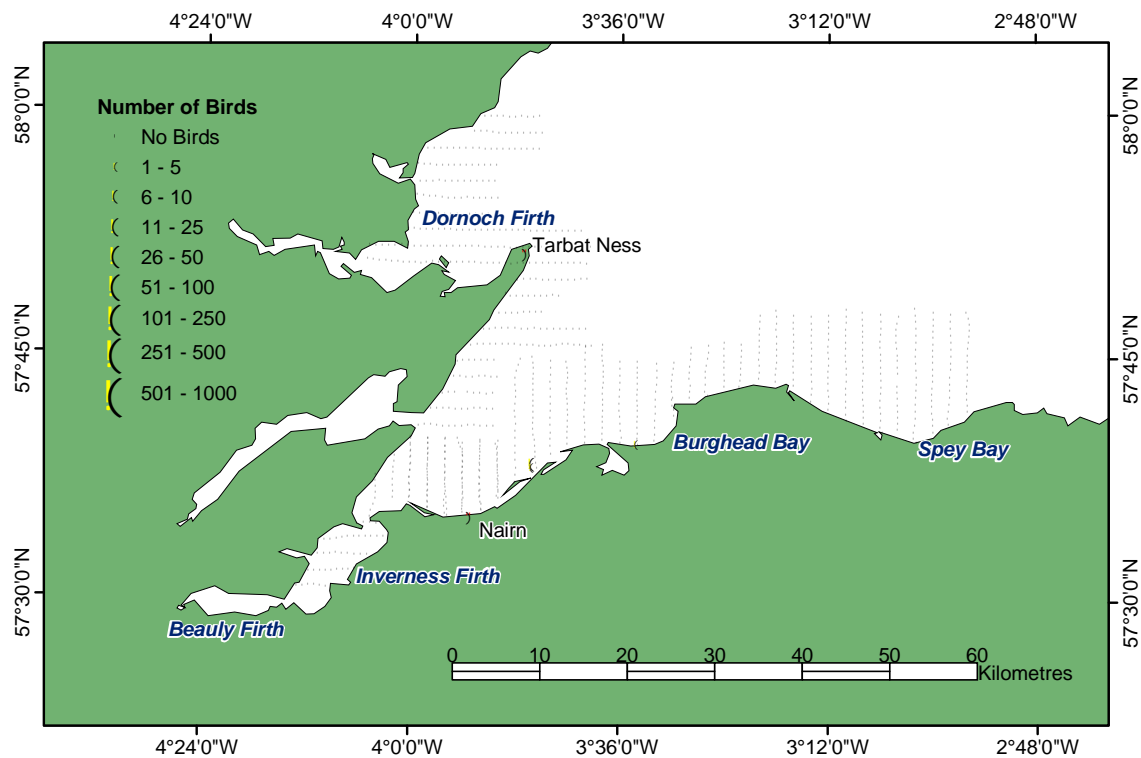 4°24'0"W
4°0'0"W
3°36'0"W
3°12'0"W
2°48'0"W
58°0'0"N
58°0'0"N
Number of Birds
No Birds
1 - 5
6 - 10
11 - 25
26 - 50
51 - 100
101 - 250
251 - 500
501 - 1000
Dornoch Firth
Tarbat Ness
57°45'0"N
57°45'0"N
Burghead Bay
Spey Bay
Nairn
Inverness Firth
57°30'0"N
57°30'0"N
Beauly Firth
0 10 20 30 40 50 60
Kilometres
4°24'0"W
4°0'0"W
3°36'0"W
3°12'0"W
2°48'0"W